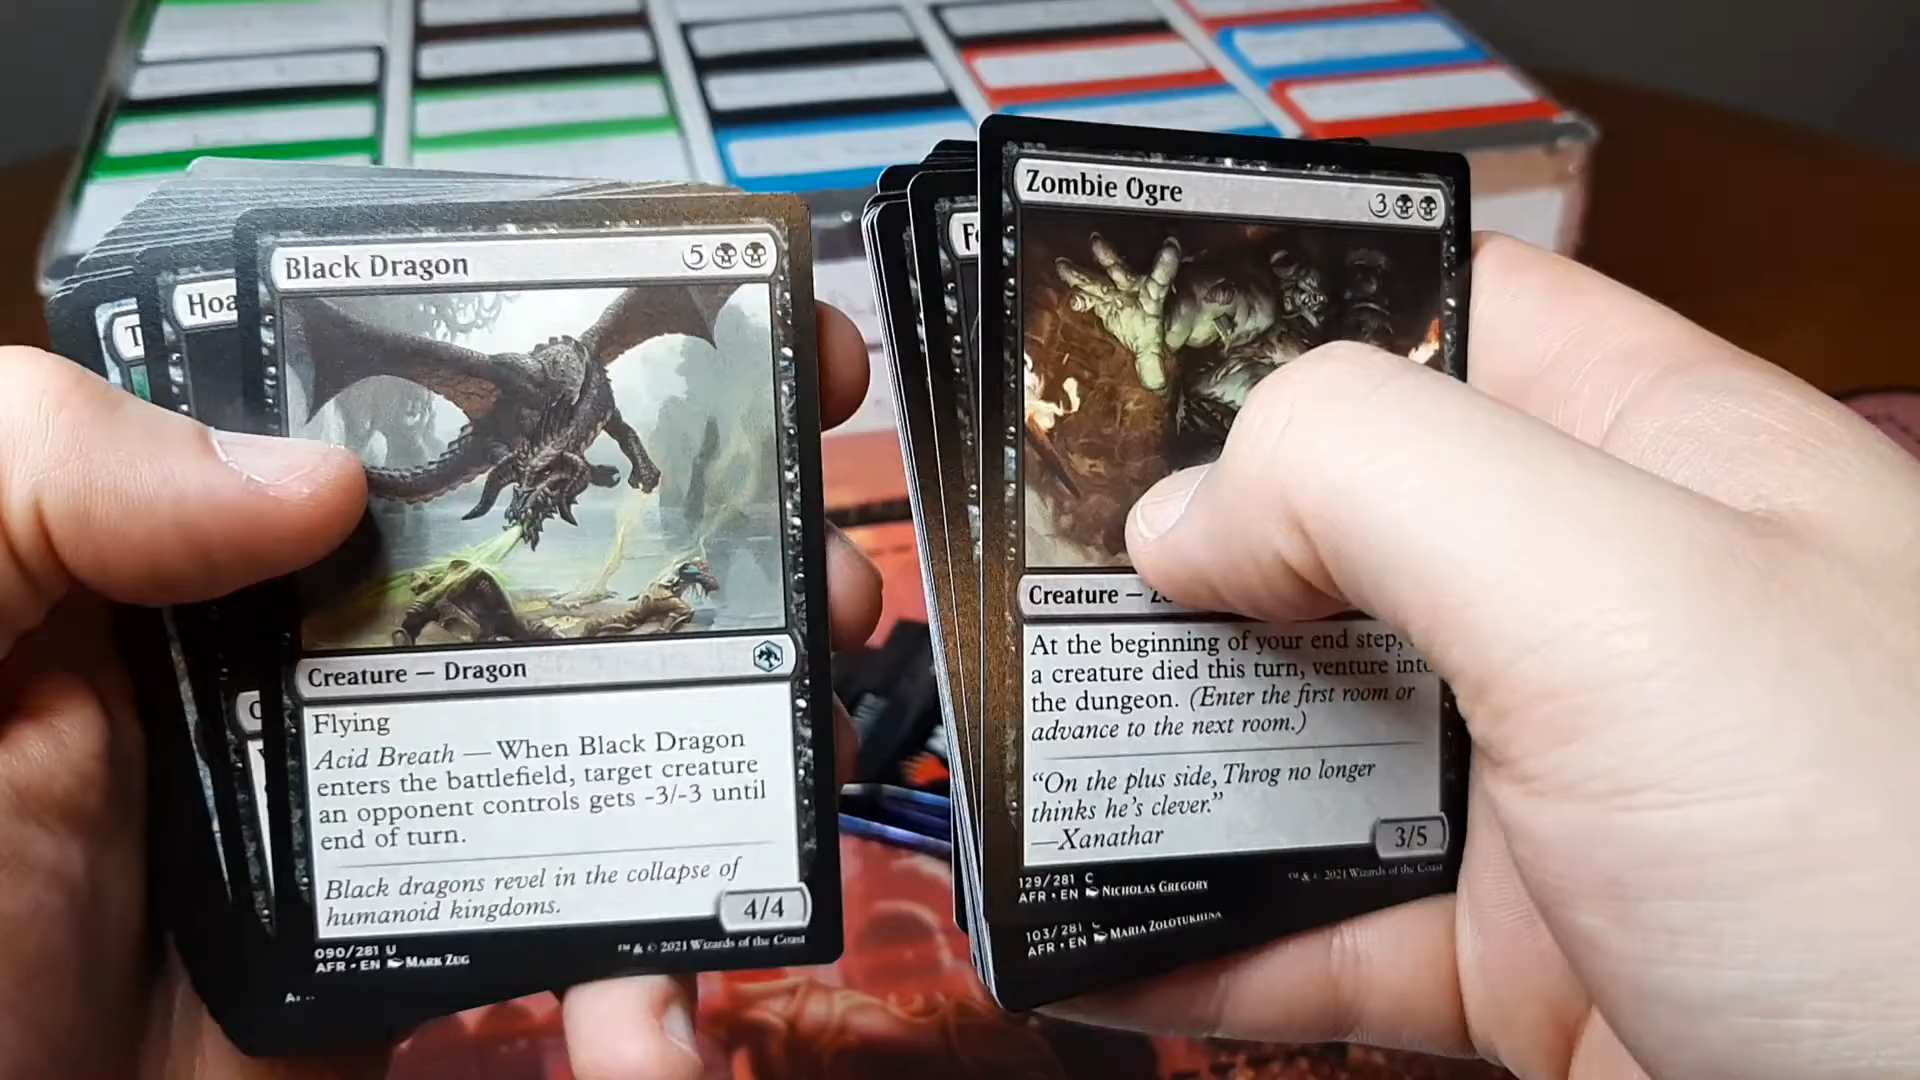 Black Dragon
5
Creature — Dragon
Flying
Acid Breath — When Black Dragon
enters the battlefield, target creature
an opponent controls gets -3/-3 until
end of turn.
Black dragons revel in the collapse of
humanoid kingdoms.
4/4
090/281 U
AFR • EN Mark Zug
™ & © 2021 Wizards of the Coast
Hoa
T
Zombie Ogre
3
Creature —
At the beginning of your end step,
a creature died this turn, venture into
the dungeon. (Enter the first room or
advance to the next room.)
“On the plus side, Throg no longer
thinks he's clever.”
—Xanathar
3/5
129/281 C
AFR • EN Nicholas Gregory
™ & © 2021 Wizards of the Coast
103/281
AFR • EN Maria Zolotukhina
F